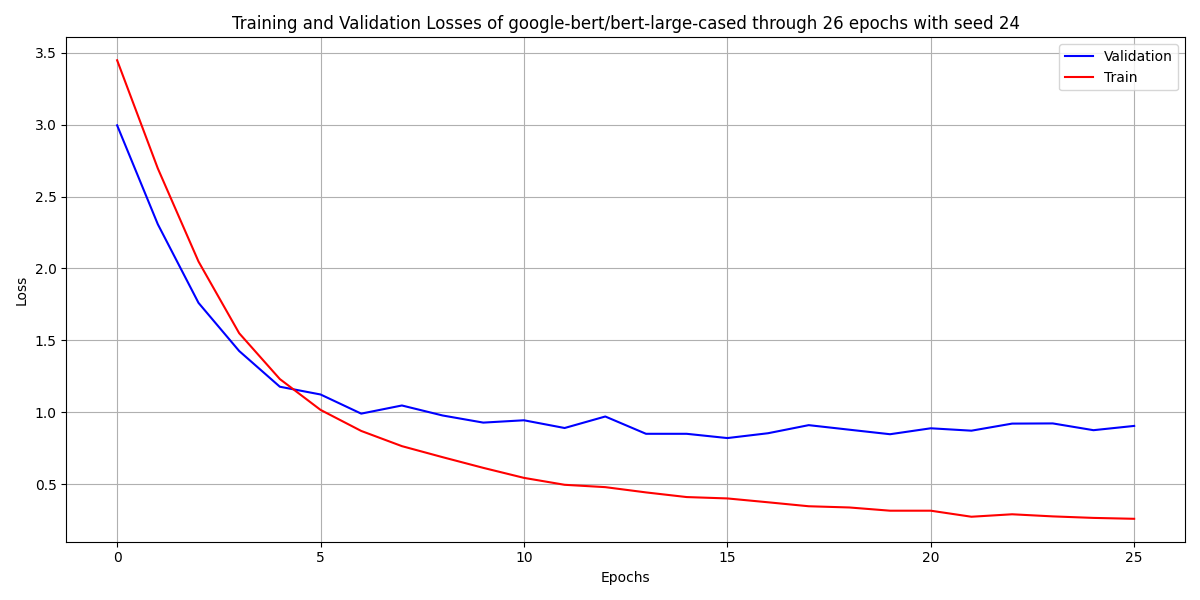 Training and Validation Losses of google-bert/bert-large-cased through 26 epochs with seed 24
Validation
Train
3.5
3.0
2.5
2.0
1.5
1.0
0.5
Loss
0 5 10 15 20 25
Epochs